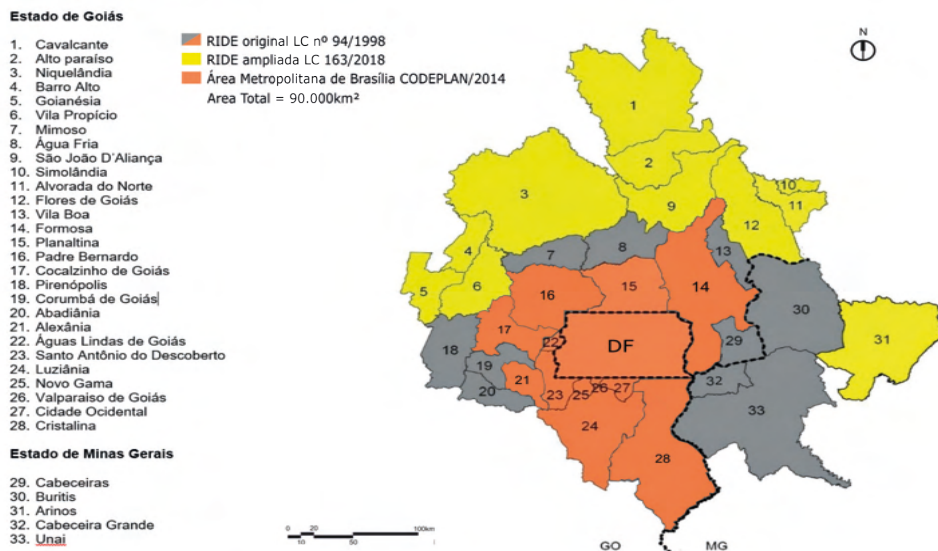 Estado de Goiás
1. Cavalcante
2. Alto paraíso
3. Niquelândia
4. Barro Alto
5. Goianésia
6. Vila Propício
7. Mimoso
8. Água Fria
9. São João D'Aliança
10. Simolândia
11. Alvorada do Norte
12. Flores de Goiás
13. Vila Boa
14. Formosa
15. Planaltina
16. Padre Bernardo
17. Cocalzinho de Goiás
18. Pirenópolis
19. Corumbá de Goiás
20. Abadiânia
21. Alexânia
22. Águas Lindas de Goiás
23. Santo Antônio do Descoberto
24. Luziânia
25. Novo Gama
26. Valparaiso de Goiás
27. Cidade Ocidental
28. Cristalina
Estado de Minas Gerais
29. Cabeceiras
30. Buritis
31. Arinos
32. Cabeceira Grande
33. Unai
RIDE original LC nº 94/1998
RIDE ampliada LC 163/2018
Área Metropolitana de Brasília CODEPLAN/2014
Area Total = 90.000km²
N
1
2
3
10
11
9
12
4
7
8
13
5
6
16
15
14
30
17
22
DF
29
31
18
19
20
21
23
25
26
27
32
24
33
28
0 20 100km
10 50
GO MG